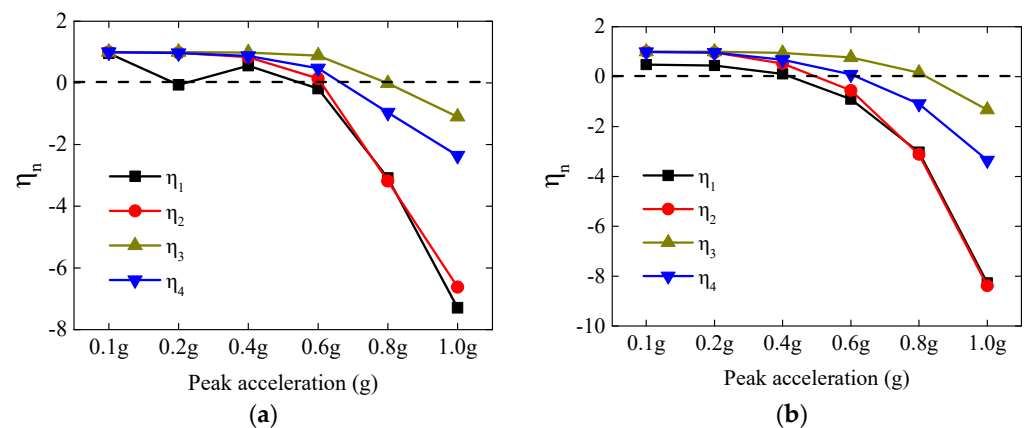 2
0
-2
-4
-6
-8
ηn
η1
η2
η3
η4
0.1g 0.2g 0.4g 0.6g 0.8g 1.0g
Peak acceleration (g)
(a)
2
0
-2
-4
-6
-8
-10
ηn
η1
η2
η3
η4
0.1g 0.2g 0.4g 0.6g 0.8g 1.0g
Peak acceleration (g)
(b)